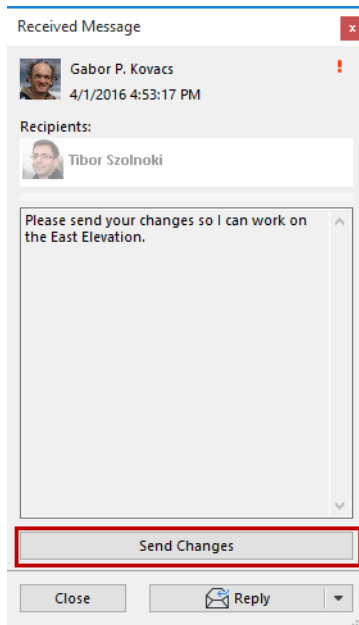 Received Message
x
Gabor P. Kovacs
!
4/1/2016 4:53:17 PM
Recipients:
Tibor Szolnoki
Please send your changes so I can work on
the East Elevation.
Send Changes
Close
Reply